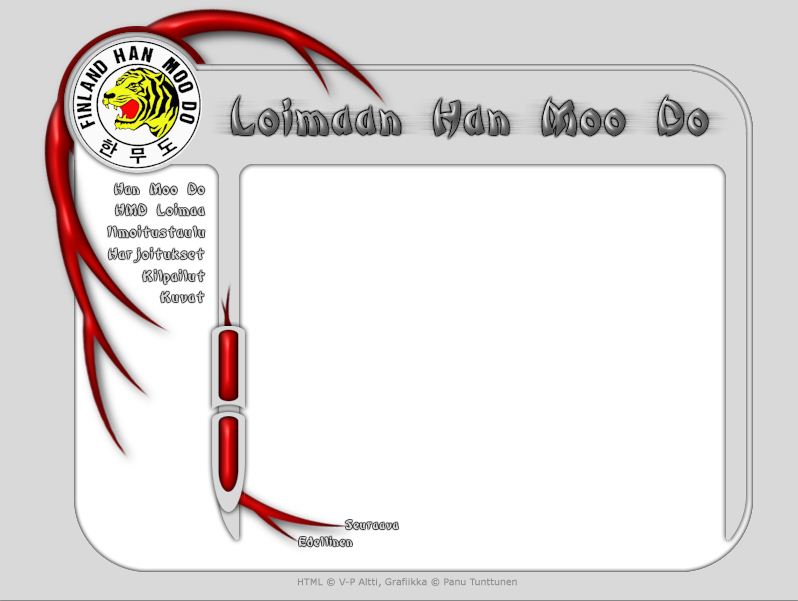 FINLAND HAN MOO DO
한 무 도
Loimaan Han Moo Do
Han Moo Do
HMD Loimaa
Ilmoitustaulu
Harjoitukset
Kilpailut
Kuvat
Seuraava
Edellinen
HTML © V-P Altti, Grafiikka © Panu Tunttunen